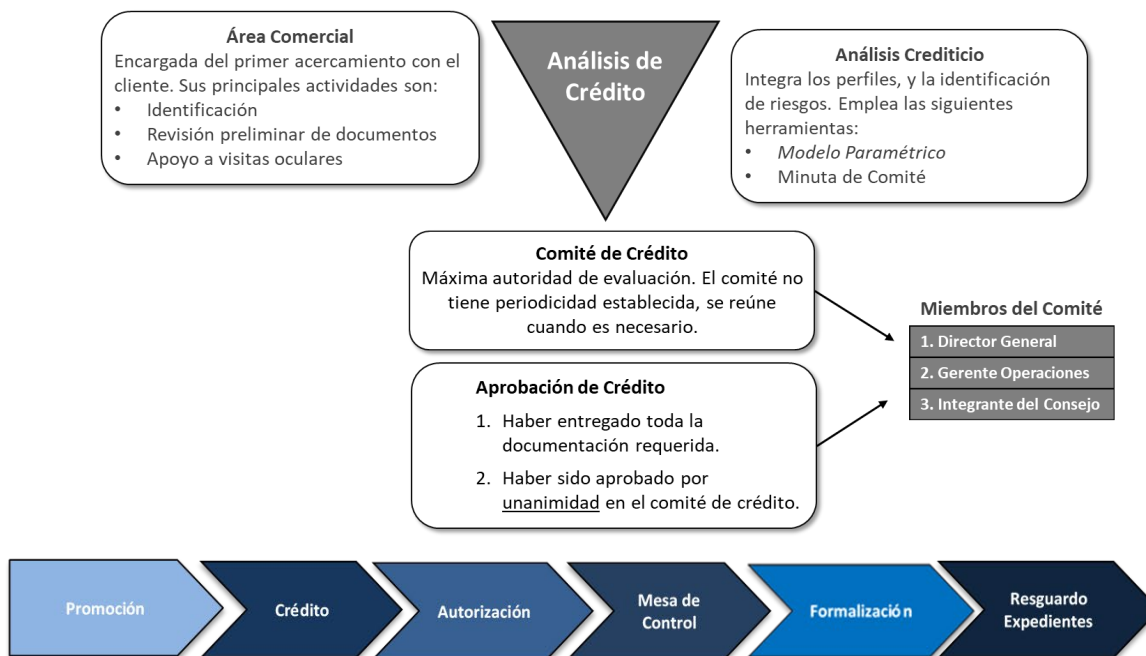 Área Comercial
Encargada del primer acercamiento con el
cliente. Sus principales actividades son:
• Identificación
• Revisión preliminar de documentos
• Apoyo a visitas oculares
Análisis de
Crédito
Análisis Crediticio
Integra los perfiles, y la identificación
de riesgos. Emplea las siguientes
herramientas:
• Modelo Paramétrico
• Minuta de Comité
Comité de Crédito
Máxima autoridad de evaluación. El comité no
tiene periodicidad establecida, se reúne
cuando es necesario.
Miembros del Comité
1. Director General
2. Gerente Operaciones
3. Integrante del Consejo
Aprobación de Crédito
1. Haber entregado toda la
documentación requerida.
2. Haber sido aprobado por
unanimidad en el comité de crédito.
Promoción
Crédito
Autorización
Mesa de
Control
Formalización
Resguardo
Expedientes